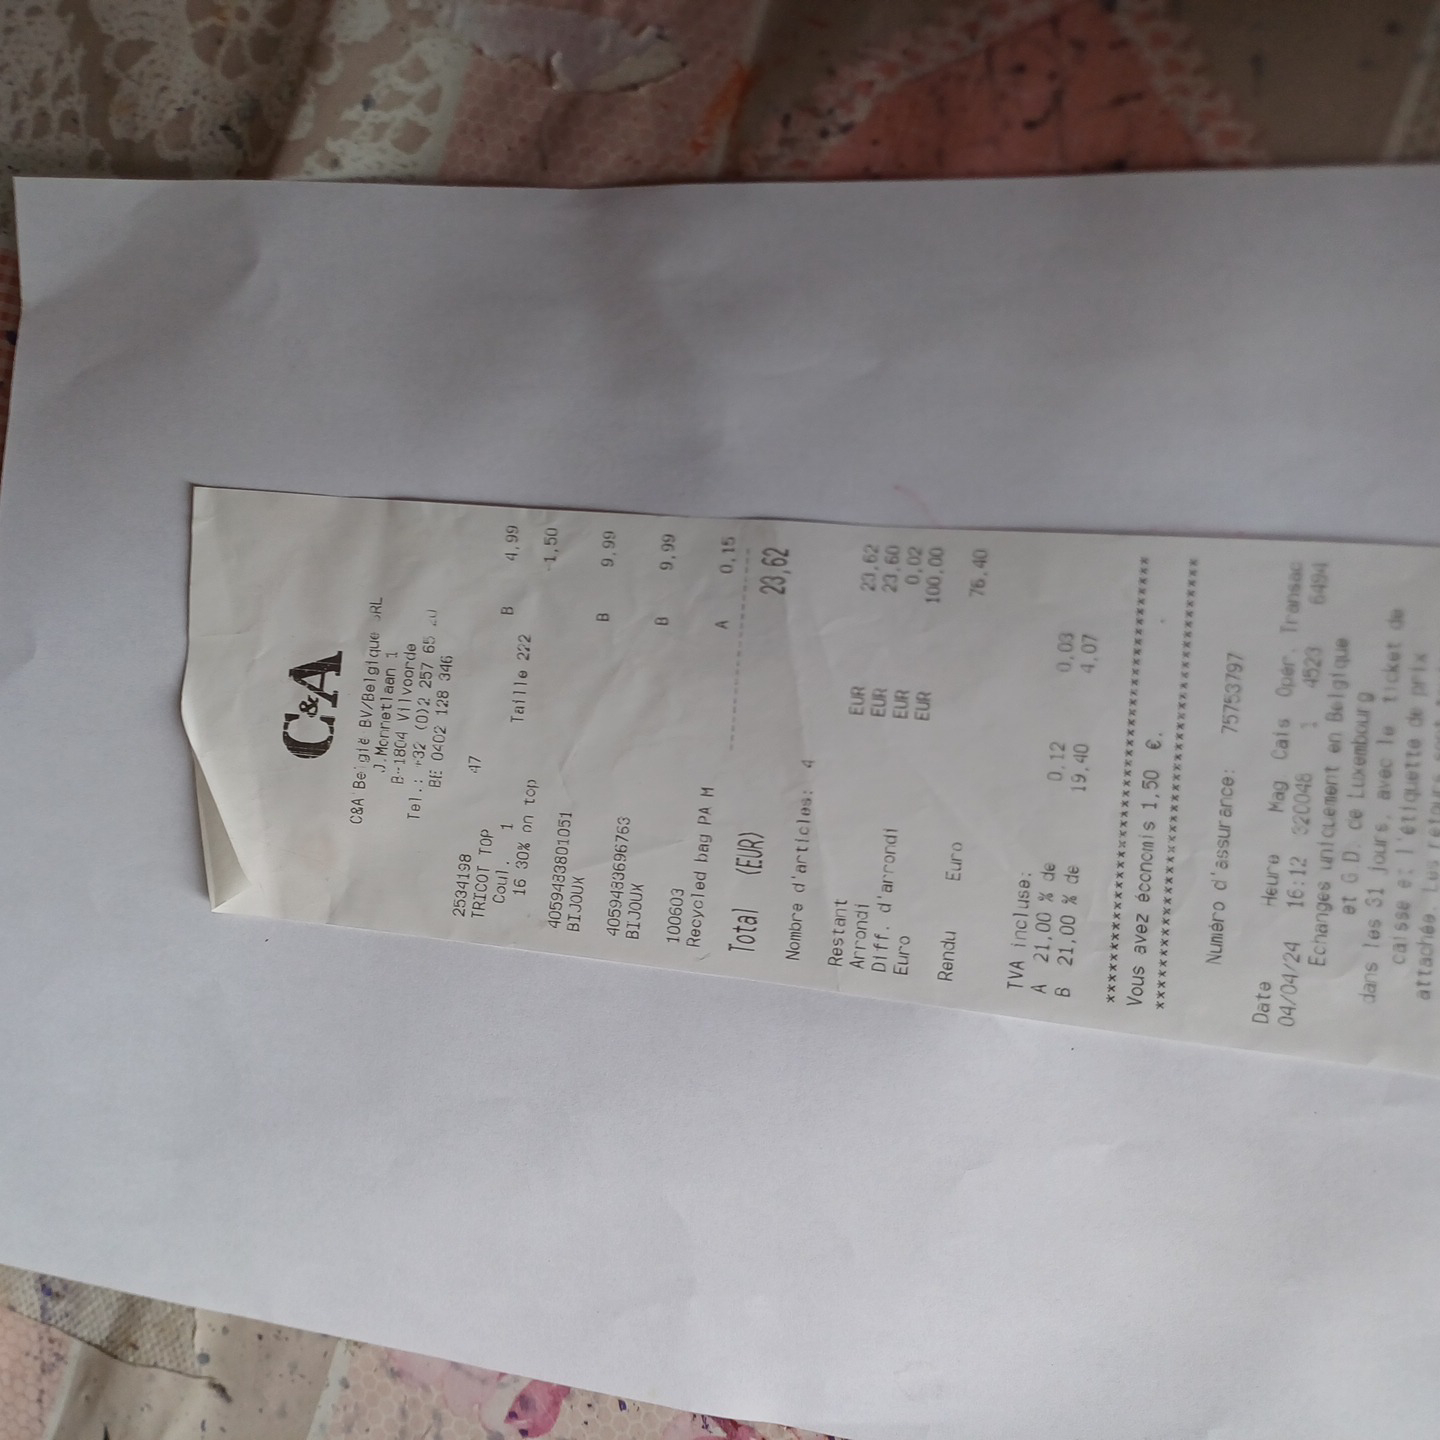 C&A
C&A België BV/Belgique SRL
J.Monnetlaan 1
B-1804 Vilvoorde
Tel.: +32 (0)2 257 65
BE 0402 128 346
2534198 47
TRICOT TOP B 4,99
Coul. 1 Taille 222
16 30% on top -1,50
4059483801051
BIJOUX B 9,99
4059483696763
BIJOUX B 9,99
100603
Recycled bag PA M A 0,15
Total (EUR) 23,62
Nombre d'articles: 4
Restant EUR 23,62
Arrondi EUR 23,60
Diff. d'arrondi EUR 0,02
Euro EUR 100,00
Rendu Euro 76,40
TVA incluse:
A 21,00 % de 0,12 0,03
B 21,00 % de 19,40 4,07
Vous avez économis 1,50 €.
Numéro d'assurance: 75753797
Date Heure Mag Cais Opér. Transac
04/04/24 16:12 320046 1 4523 6494
Echanges uniquement en Belgique
et G D. de Luxembourg
dans les 31 jours, avec le ticket de
caisse et l'étiquette de prix
attachée. Les retours sont